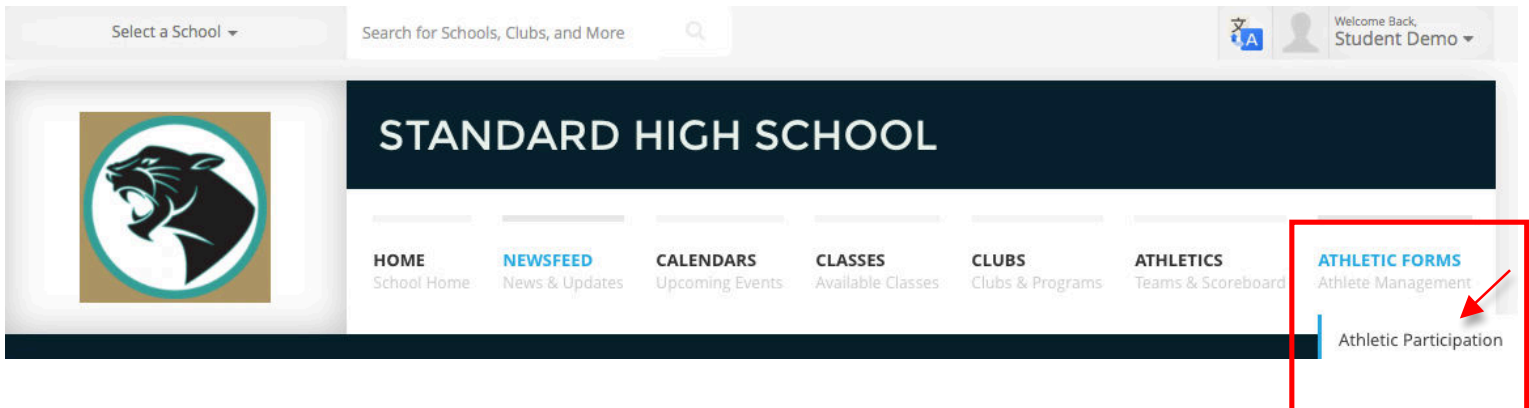 Select a School
Search for Schools, Clubs, and More
文A
Welcome Back,
Student Demo
STANDARD HIGH SCHOOL
HOME
School Home
NEWSFEED
News & Updates
CALENDARS
Upcoming Events
CLASSES
Available Classes
CLUBS
Clubs & Programs
ATHLETICS
Teams & Scoreboard
ATHLETIC FORMS
Athlete Management
Athletic Participation